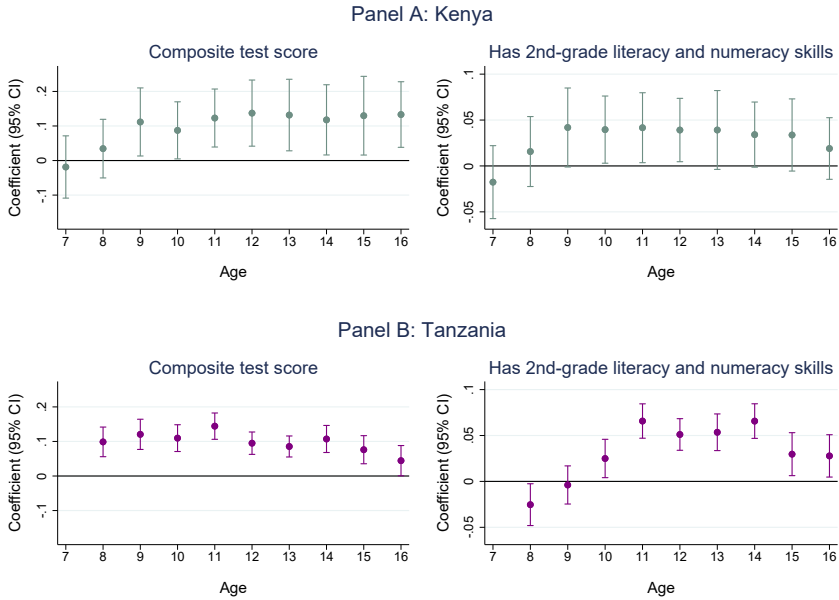 Panel A: Kenya
Composite test score
Coefficient (95% CI)
.2
.1
0
-.1
7 8 9 10 11 12 13 14 15 16
Age
Has 2nd-grade literacy and numeracy skills
Coefficient (95% CI)
.1
.05
0
-.05
7 8 9 10 11 12 13 14 15 16
Age
Panel B: Tanzania
Composite test score
Coefficient (95% CI)
.2
.1
0
-.1
7 8 9 10 11 12 13 14 15 16
Age
Has 2nd-grade literacy and numeracy skills
Coefficient (95% CI)
.1
.05
0
-.05
7 8 9 10 11 12 13 14 15 16
Age